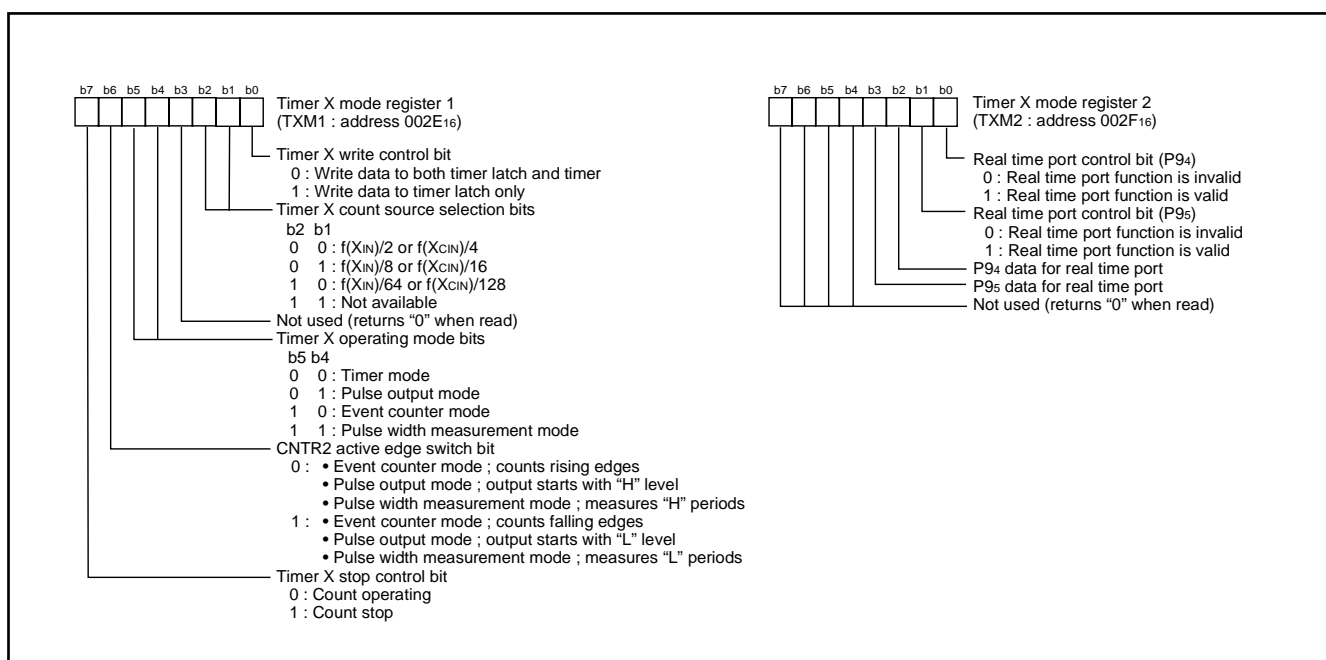 b7 b6 b5 b4 b3 b2 b1 b0
Timer X mode register 1
(TXM1 : address 002E16)
Timer X write control bit
0 : Write data to both timer latch and timer
1 : Write data to timer latch only
Timer X count source selection bits
b2 b1
0 0 : f(XIN)/2 or f(XCIN)/4
0 1 : f(XIN)/8 or f(XCIN)/16
1 0 : f(XIN)/64 or f(XCIN)/128
1 1 : Not available
Not used (returns “0” when read)
Timer X operating mode bits
b5 b4
0 0 : Timer mode
0 1 : Pulse output mode
1 0 : Event counter mode
1 1 : Pulse width measurement mode
CNTR2 active edge switch bit
0 : • Event counter mode ; counts rising edges
• Pulse output mode ; output starts with “H” level
• Pulse width measurement mode ; measures “H” periods
1 : • Event counter mode ; counts falling edges
• Pulse output mode ; output starts with “L” level
• Pulse width measurement mode ; measures “L” periods
Timer X stop control bit
0 : Count operating
1 : Count stop
b7 b6 b5 b4 b3 b2 b1 b0
Timer X mode register 2
(TXM2 : address 002F16)
Real time port control bit (P94)
0 : Real time port function is invalid
1 : Real time port function is valid
Real time port control bit (P95)
0 : Real time port function is invalid
1 : Real time port function is valid
P94 data for real time port
P95 data for real time port
Not used (returns “0” when read)